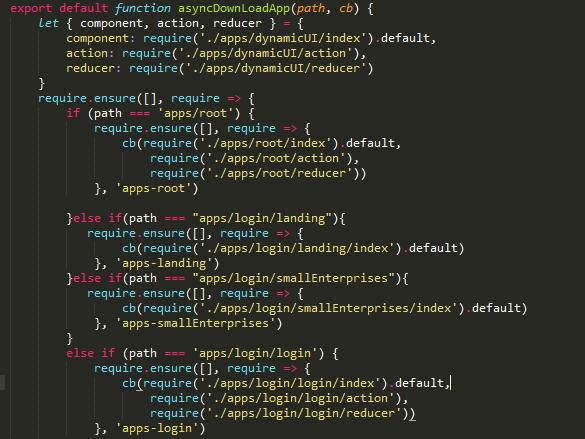 export default function asyncDownLoadApp(path, cb) {
    let { component, action, reducer } = {
        component: require('./apps/dynamicUI/index').default,
        action: require('./apps/dynamicUI/action'),
        reducer: require('./apps/dynamicUI/reducer')
    }
    require.ensure([], require => {
        if (path === 'apps/root') {
            require.ensure([], require => {
                cb(require('./apps/root/index').default,
                    require('./apps/root/action'),
                    require('./apps/root/reducer'))
            }, 'apps-root')

        }else if(path === "apps/login/landing"){
           require.ensure([], require => {
                cb(require('./apps/login/landing/index').default)
            }, 'apps-landing')
        }else if(path === "apps/login/smallEnterprises"){
           require.ensure([], require => {
                cb(require('./apps/login/smallEnterprises/index').default)
            }, 'apps-smallEnterprises')
        }
        else if (path === 'apps/login/login') {
            require.ensure([], require => {
                cb(require('./apps/login/login/index').default,
                    require('./apps/login/login/action'),
                    require('./apps/login/login/reducer'))
            }, 'apps-login')